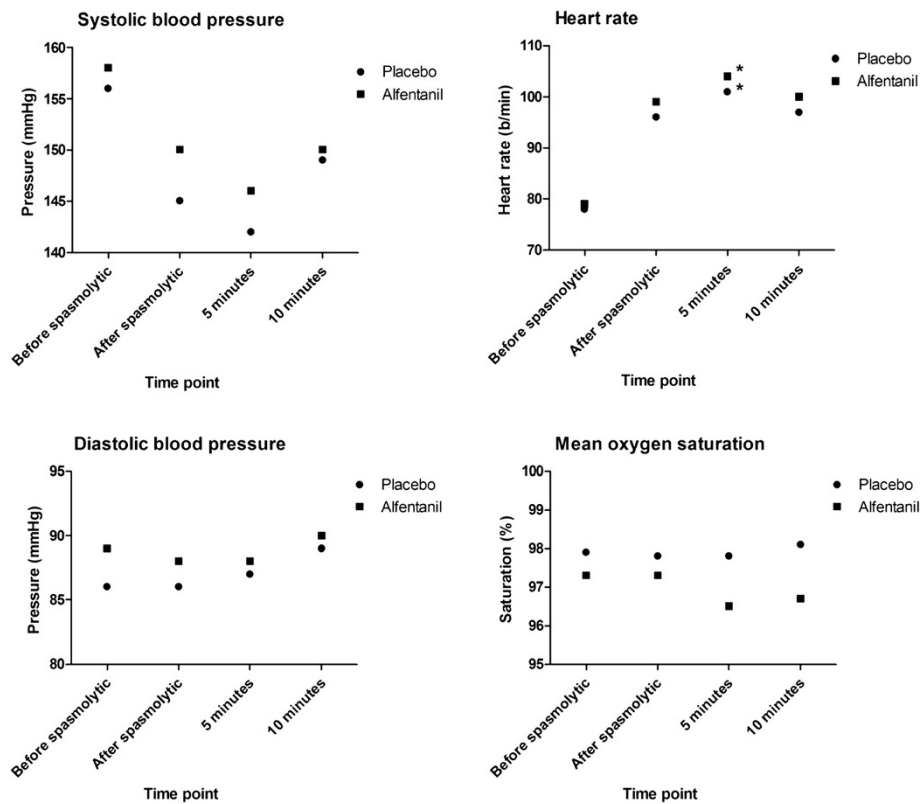 Systolic blood pressure
Pressure (mmHg)
160
155
150
145
140
Before spasmolytic
After spasmolytic
5 minutes
10 minutes
Time point
Placebo
Alfentanil
Heart rate
Heart rate (b/min)
110
100
90
80
70
*
*
Before spasmolytic
After spasmolytic
5 minutes
10 minutes
Time point
Placebo
Alfentanil
Diastolic blood pressure
Pressure (mmHg)
95
90
85
80
Before spasmolytic
After spasmolytic
5 minutes
10 minutes
Time point
Placebo
Alfentanil
Mean oxygen saturation
Saturation (%)
100
99
98
97
96
95
Before spasmolytic
After spasmolytic
5 minutes
10 minutes
Time point
Placebo
Alfentanil